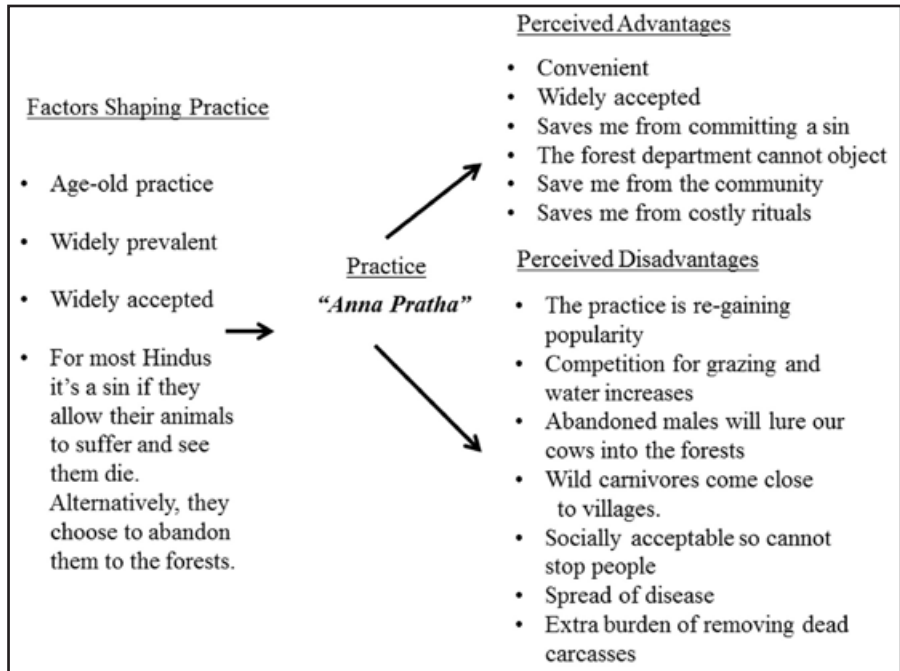 Factors Shaping Practice
• Age-old practice
• Widely prevalent
• Widely accepted
• For most Hindus
it's a sin if they
allow their animals
to suffer and see
them die.
Alternatively, they
choose to abandon
them to the forests.
Practice
"Anna Pratha"
Perceived Advantages
• Convenient
• Widely accepted
• Saves me from committing a sin
• The forest department cannot object
• Save me from the community
• Saves me from costly rituals
Perceived Disadvantages
• The practice is re-gaining
popularity
• Competition for grazing and
water increases
• Abandoned males will lure our
cows into the forests
• Wild carnivores come close
to villages.
• Socially acceptable so cannot
stop people
• Spread of disease
• Extra burden of removing dead
carcasses